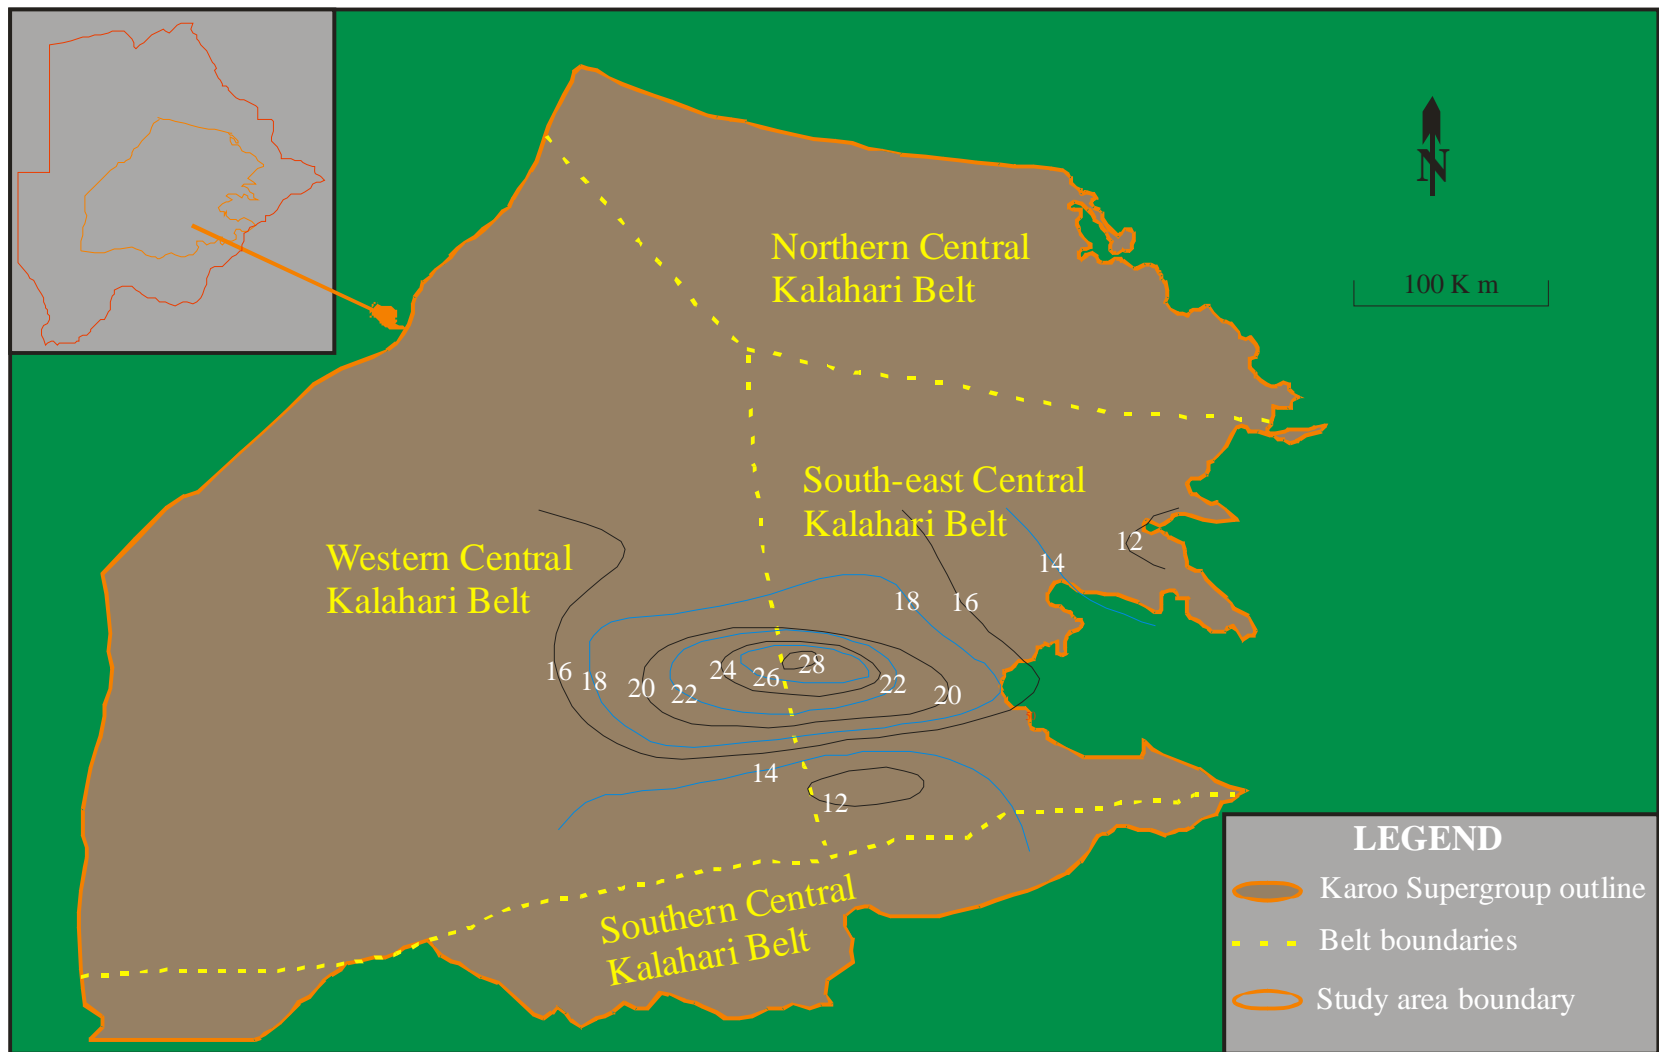 N
Northern Central
Kalahari Belt
100 K m
South-east Central
Kalahari Belt
Western Central
Kalahari Belt
12
14
18
16
16
18
20
22
24
26
28
22
20
14
12
Southern Central
Kalahari Belt
LEGEND
Karoo Supergroup outline
Belt boundaries
Study area boundary